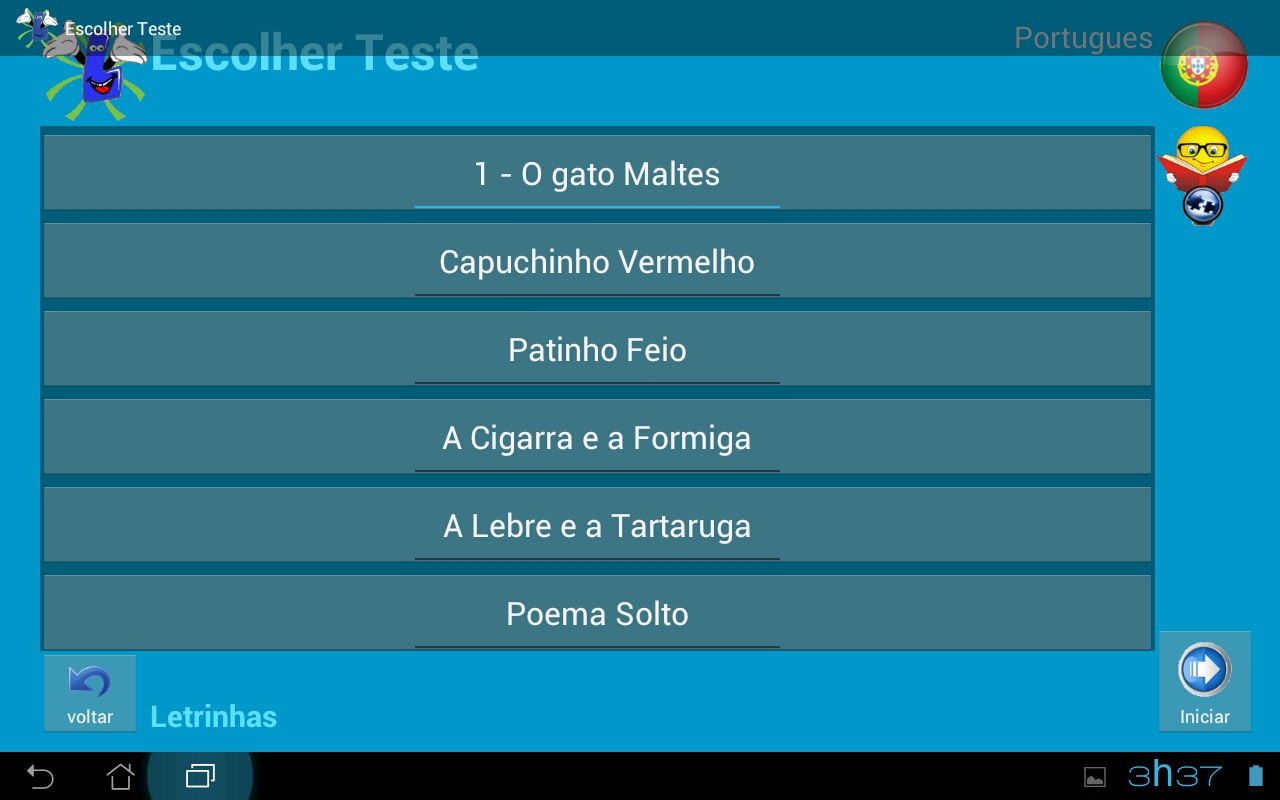 Escolher Teste
Escolher Teste
Portugues
1 - O gato Maltes
Capuchinho Vermelho
Patinho Feio
A Cigarra e a Formiga
A Lebre e a Tartaruga
Poema Solto
voltar
Letrinhas
Iniciar
3h37